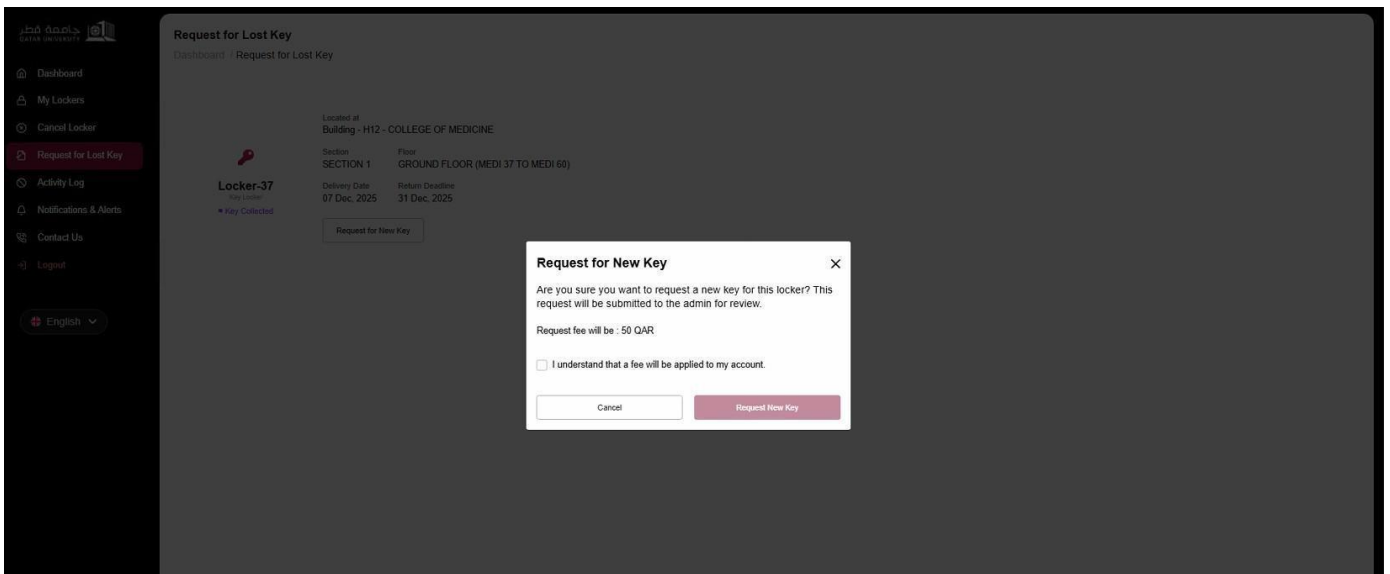 جامعة قطر
QATAR UNIVERSITY
Dashboard
My Lockers
Cancel Locker
Request for Lost Key
Activity Log
Notifications & Alerts
Contact Us
Logout
English
Request for Lost Key
Dashboard / Request for Lost Key
Located at
Building - H12 - COLLEGE OF MEDICINE
Section Floor
SECTION 1 GROUND FLOOR (MEDI 37 TO MEDI 60)
Locker-37
Key Locker
Key Collected
Delivery Date Return Deadline
07 Dec, 2025 31 Dec, 2025
Request for New Key
Request for New Key
Are you sure you want to request a new key for this locker? This
request will be submitted to the admin for review.
Request fee will be : 50 QAR
I understand that a fee will be applied to my account.
Cancel Request New Key